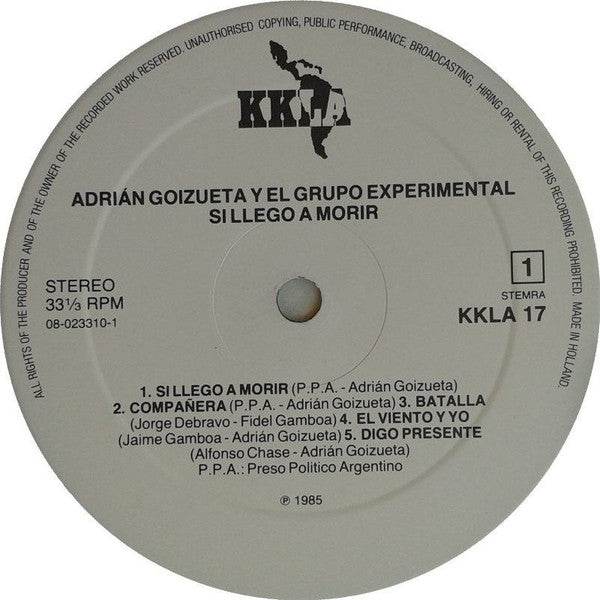 ALL RIGHTS OF THE PRODUCER AND OF THE OWNER OF THE RECORDED WORK RESERVED. UNAUTHORISED COPYING, PUBLIC PERFORMANCE, BROADCASTING, HIRING OR RENTAL OF THIS RECORDING PROHIBITED. MADE IN HOLLAND.
KKLA
ADRIÁN GOIZUETA Y EL GRUPO EXPERIMENTAL
SI LLEGO A MORIR
STEREO
33⅓ RPM
08-023310-1
1
STEMRA
KKLA 17
1. SI LLEGO A MORIR (P.P.A. - Adrián Goizueta)
2. COMPAÑERA (P.P.A. - Adrián Goizueta) 3. BATALLA
(Jorge Debravo - Fidel Gamboa) 4. EL VIENTO Y YO
(Jaime Gamboa - Adrián Goizueta) 5. DIGO PRESENTE
(Alfonso Chase - Adrián Goizueta)
P.P.A.: Preso Politico Argentino
℗ 1985